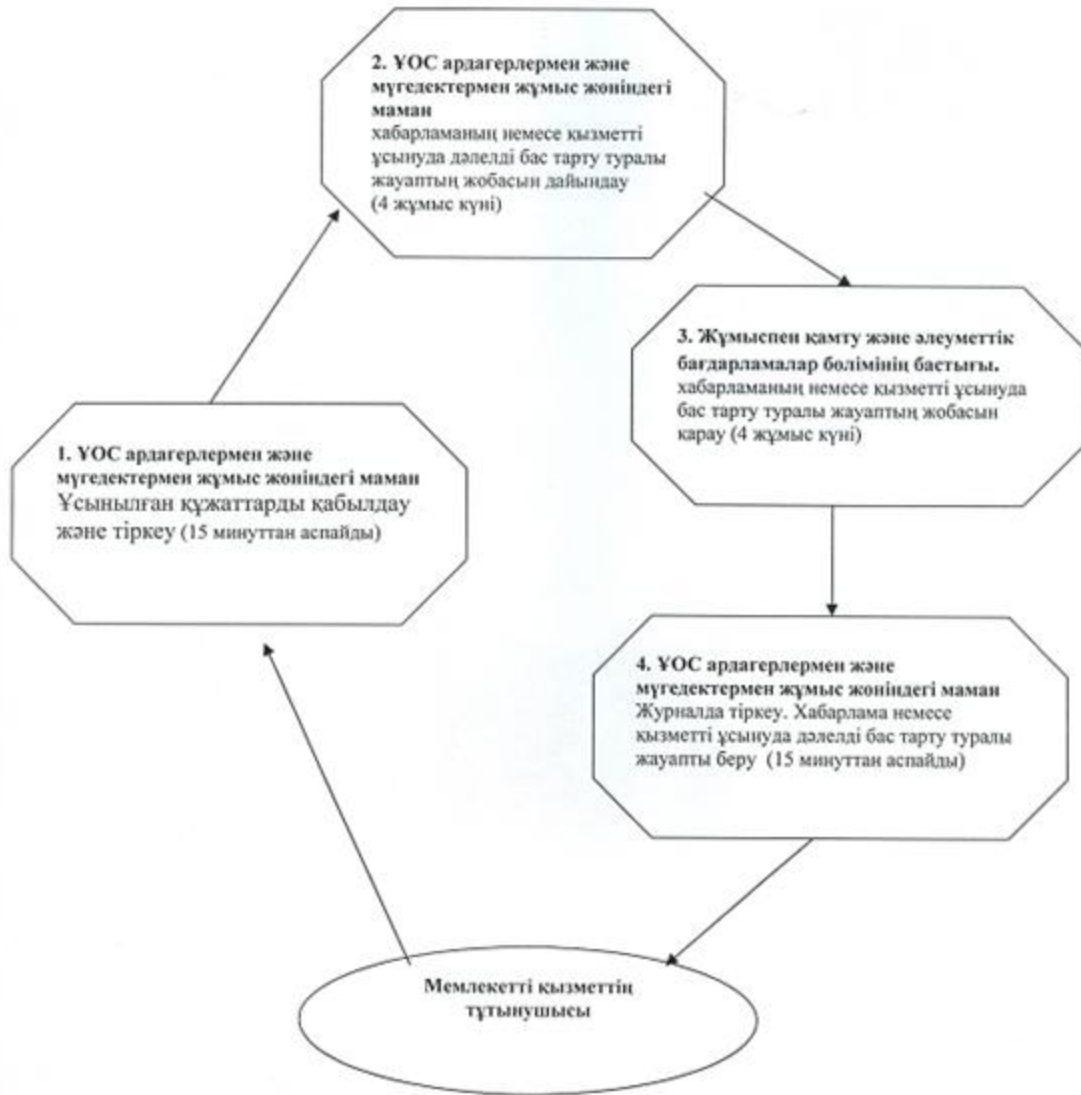 2. ҰОС ардагерлермен және
мүгедектермен жұмыс жөніндегі
маман
хабарламаның немесе қызметті
ұсынуда дәлелді бас тарту туралы
жауаптың жобасын дайындау
(4 жұмыс күні)
3. Жұмыспен қамту және әлеуметтік
бағдарламалар бөлімінің бастығы.
хабарламаның немесе қызметті ұсынуда
бас тарту туралы жауаптың жобасын
қарау (4 жұмыс күні)
1. ҰОС ардагерлермен және
мүгедектермен жұмыс жөніндегі маман
Ұсынылған құжаттарды қабылдау
және тіркеу (15 минуттан аспайды)
4. ҰОС ардагерлермен және
мүгедектермен жұмыс жөніндегі маман
Журналда тіркеу. Хабарлама немесе
қызметті ұсынуда дәлелді бас тарту туралы
жауапты беру (15 минуттан аспайды)
Мемлекетті қызметтің
тұтынушысы